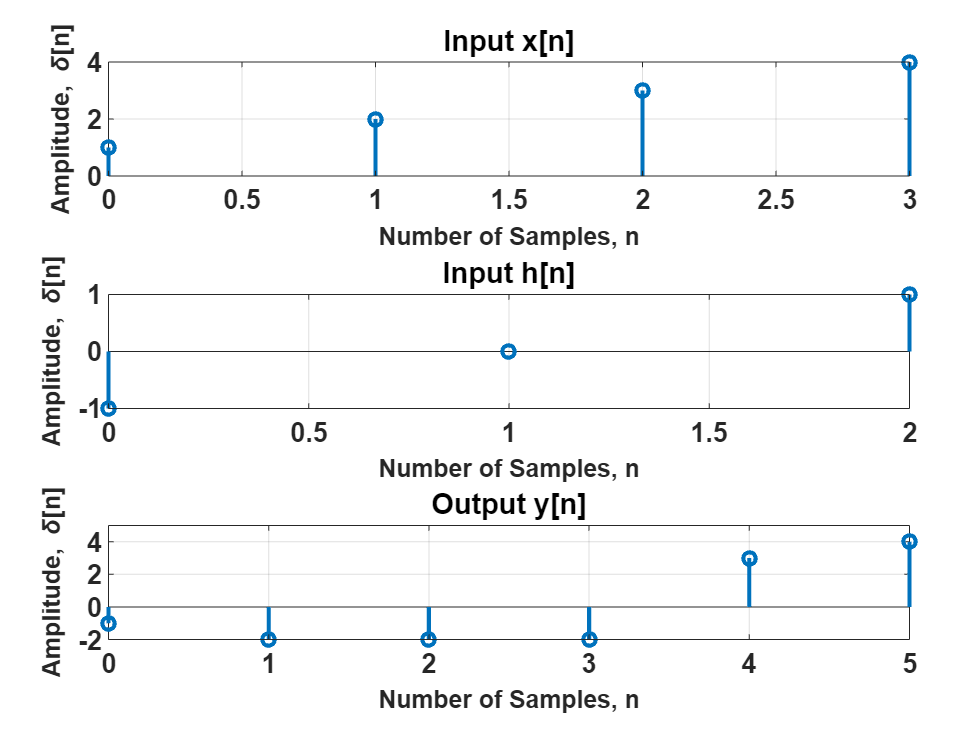 Input x[n]
Amplitude, δ[n]
4
2
0
0 0.5 1 1.5 2 2.5 3
Number of Samples, n
Input h[n]
Amplitude, δ[n]
1
0
-1
0 0.5 1 1.5 2
Number of Samples, n
Output y[n]
Amplitude, δ[n]
4
2
0
-2
0 1 2 3 4 5
Number of Samples, n